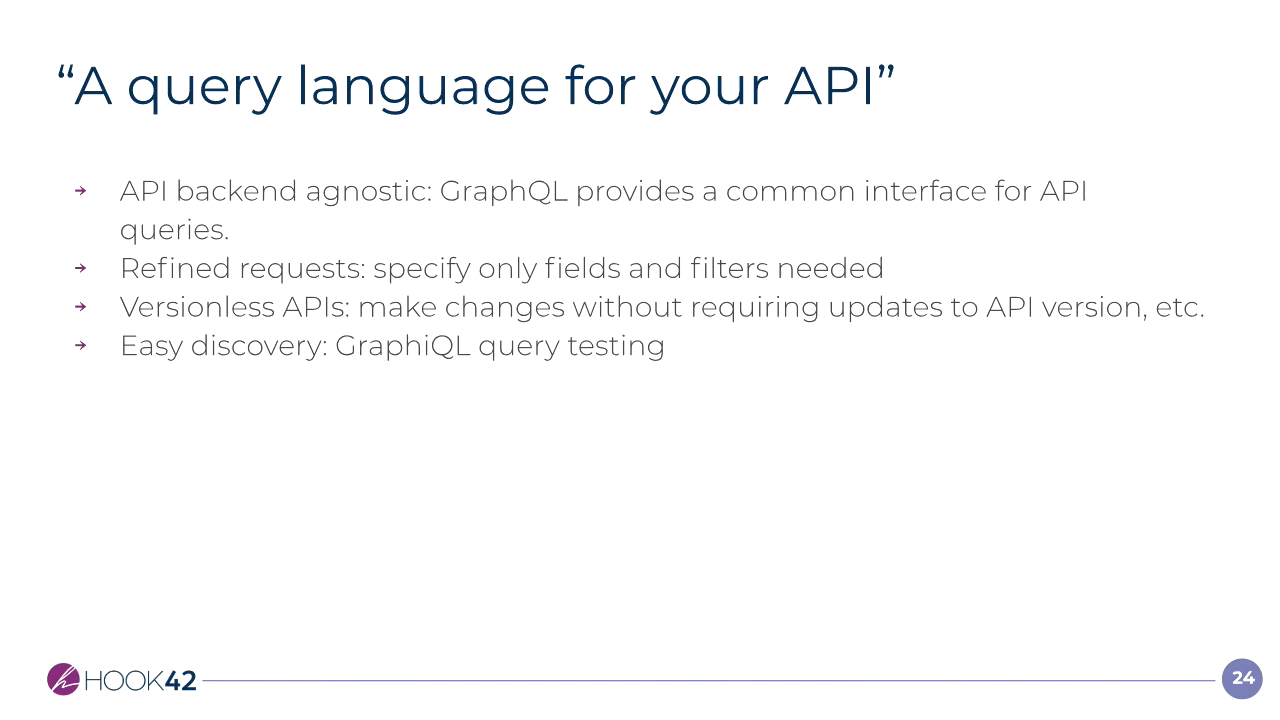 “A query language for your API”
➔ API backend agnostic: GraphQL provides a common interface for API
queries.
➔ Refined requests: specify only fields and filters needed
➔ Versionless APIs: make changes without requiring updates to API version, etc.
➔ Easy discovery: GraphiQL query testing
HOOK42
24